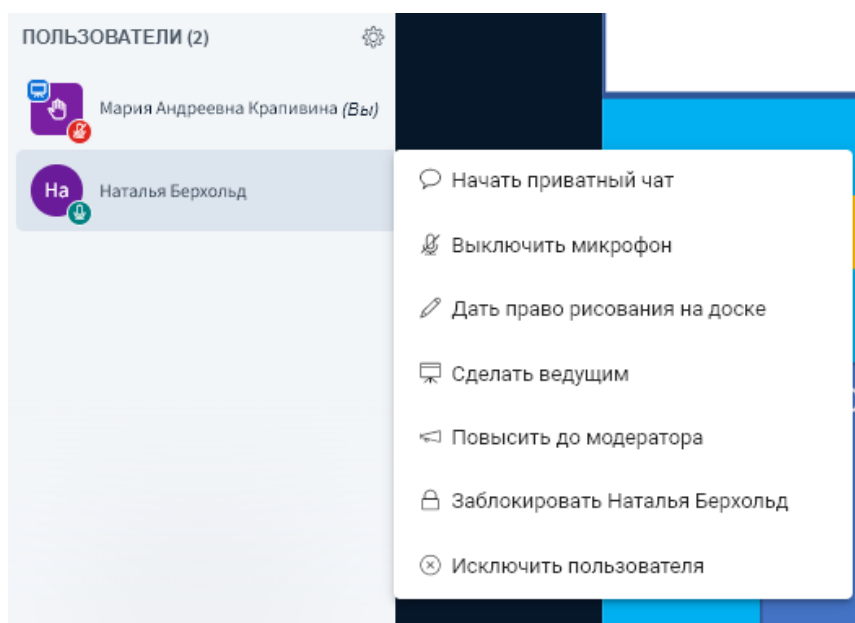 ПОЛЬЗОВАТЕЛИ (2)
Мария Андреевна Крапивина (Вы)
На Наталья Берхольд
Начать приватный чат
Выключить микрофон
Дать право рисования на доске
Сделать ведущим
Повысить до модератора
Заблокировать Наталья Берхольд
Исключить пользователя